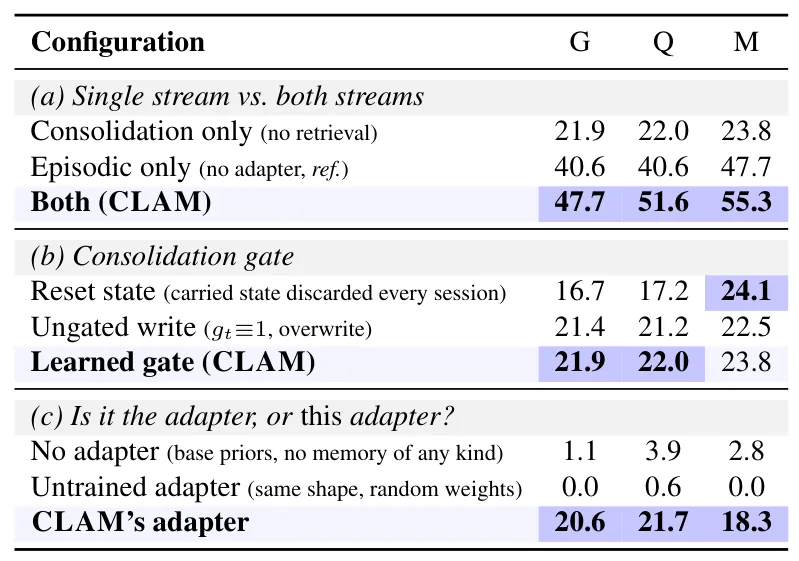 Configuration G Q M
(a) Single stream vs. both streams
Consolidation only (no retrieval) 21.9 22.0 23.8
Episodic only (no adapter, ref.) 40.6 40.6 47.7
Both (CLAM) 47.7 51.6 55.3
(b) Consolidation gate
Reset state (carried state discarded every session) 16.7 17.2 24.1
Ungated write (gₜ≡1, overwrite) 21.4 21.2 22.5
Learned gate (CLAM) 21.9 22.0 23.8
(c) Is it the adapter, or this adapter?
No adapter (base priors, no memory of any kind) 1.1 3.9 2.8
Untrained adapter (same shape, random weights) 0.0 0.6 0.0
CLAM's adapter 20.6 21.7 18.3